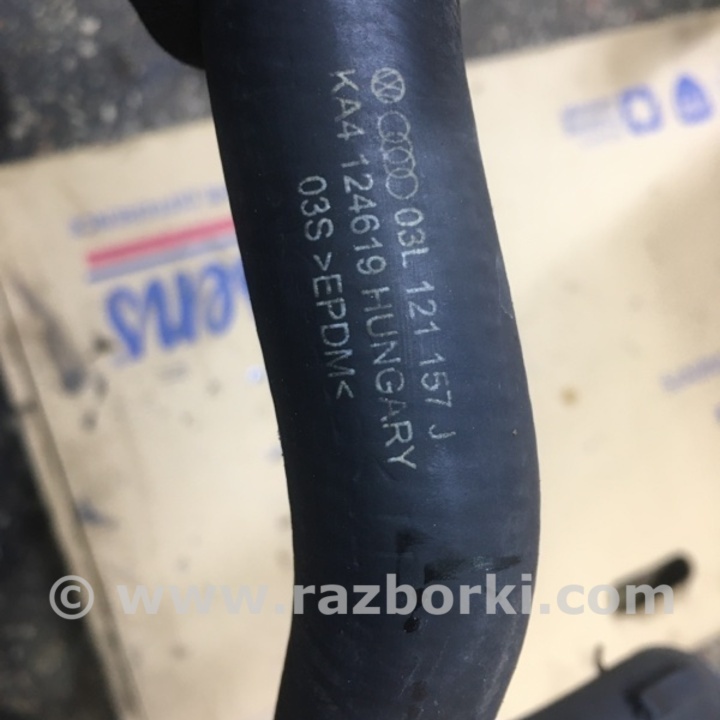 03L 121 157 J
KA4 124619 HUNGARY
03S >EPDM<
© www.razborki.com